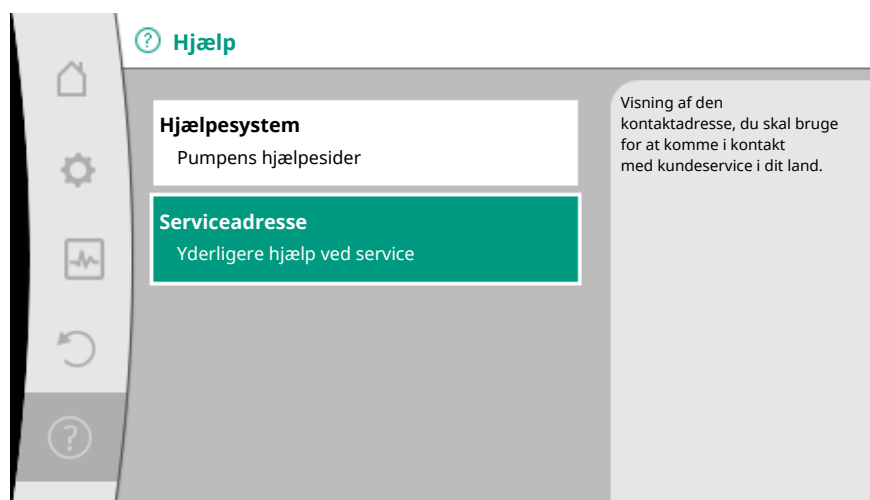 Hjælp
Hjælpesystem
Pumpens hjælpesider
Serviceadresse
Yderligere hjælp ved service
Visning af den
kontaktadresse, du skal bruge
for at komme i kontakt
med kundeservice i dit land.